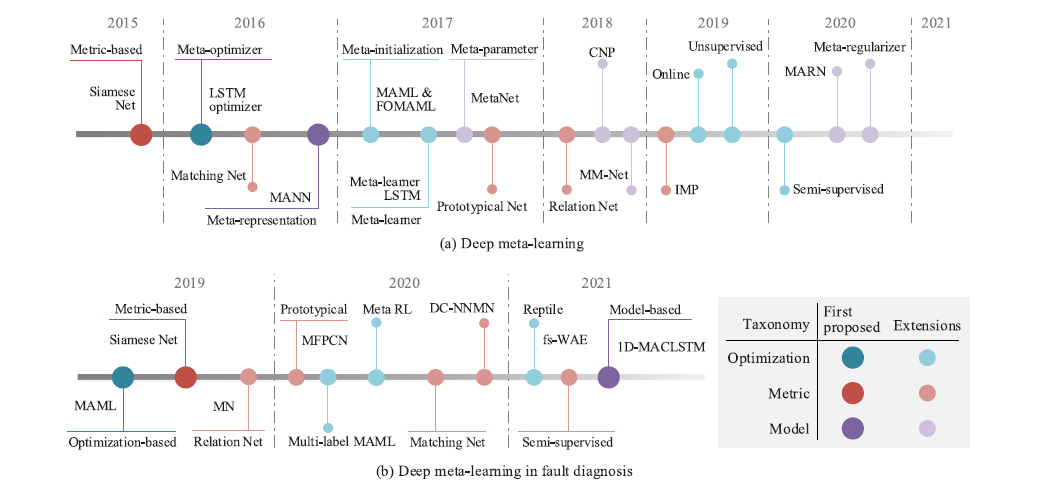 2015
2016
2017
2018
2019
2020
2021
Metric-based
Siamese
Net
Meta-optimizer
LSTM
optimizer
Matching Net
MANN
Meta-representation
Meta-initialization
MAML &
FOMAML
Meta-learner
LSTM
Meta-learner
Meta-parameter
MetaNet
Prototypical Net
CNP
MM-Net
Relation Net
Unsupervised
Online
IMP
Meta-regularizer
MARN
Semi-supervised
(a) Deep meta-learning
2019
2020
2021
Metric-based
Siamese Net
MAML
Optimization-based
MN
Relation Net
Prototypical
MFPCN
Multi-label MAML
Meta RL
DC-NNMN
Matching Net
Reptile
fs-WAE
Semi-supervised
Model-based
1D-MACLSTM
Taxonomy
First
proposed
Extensions
Optimization
Metric
Model
(b) Deep meta-learning in fault diagnosis